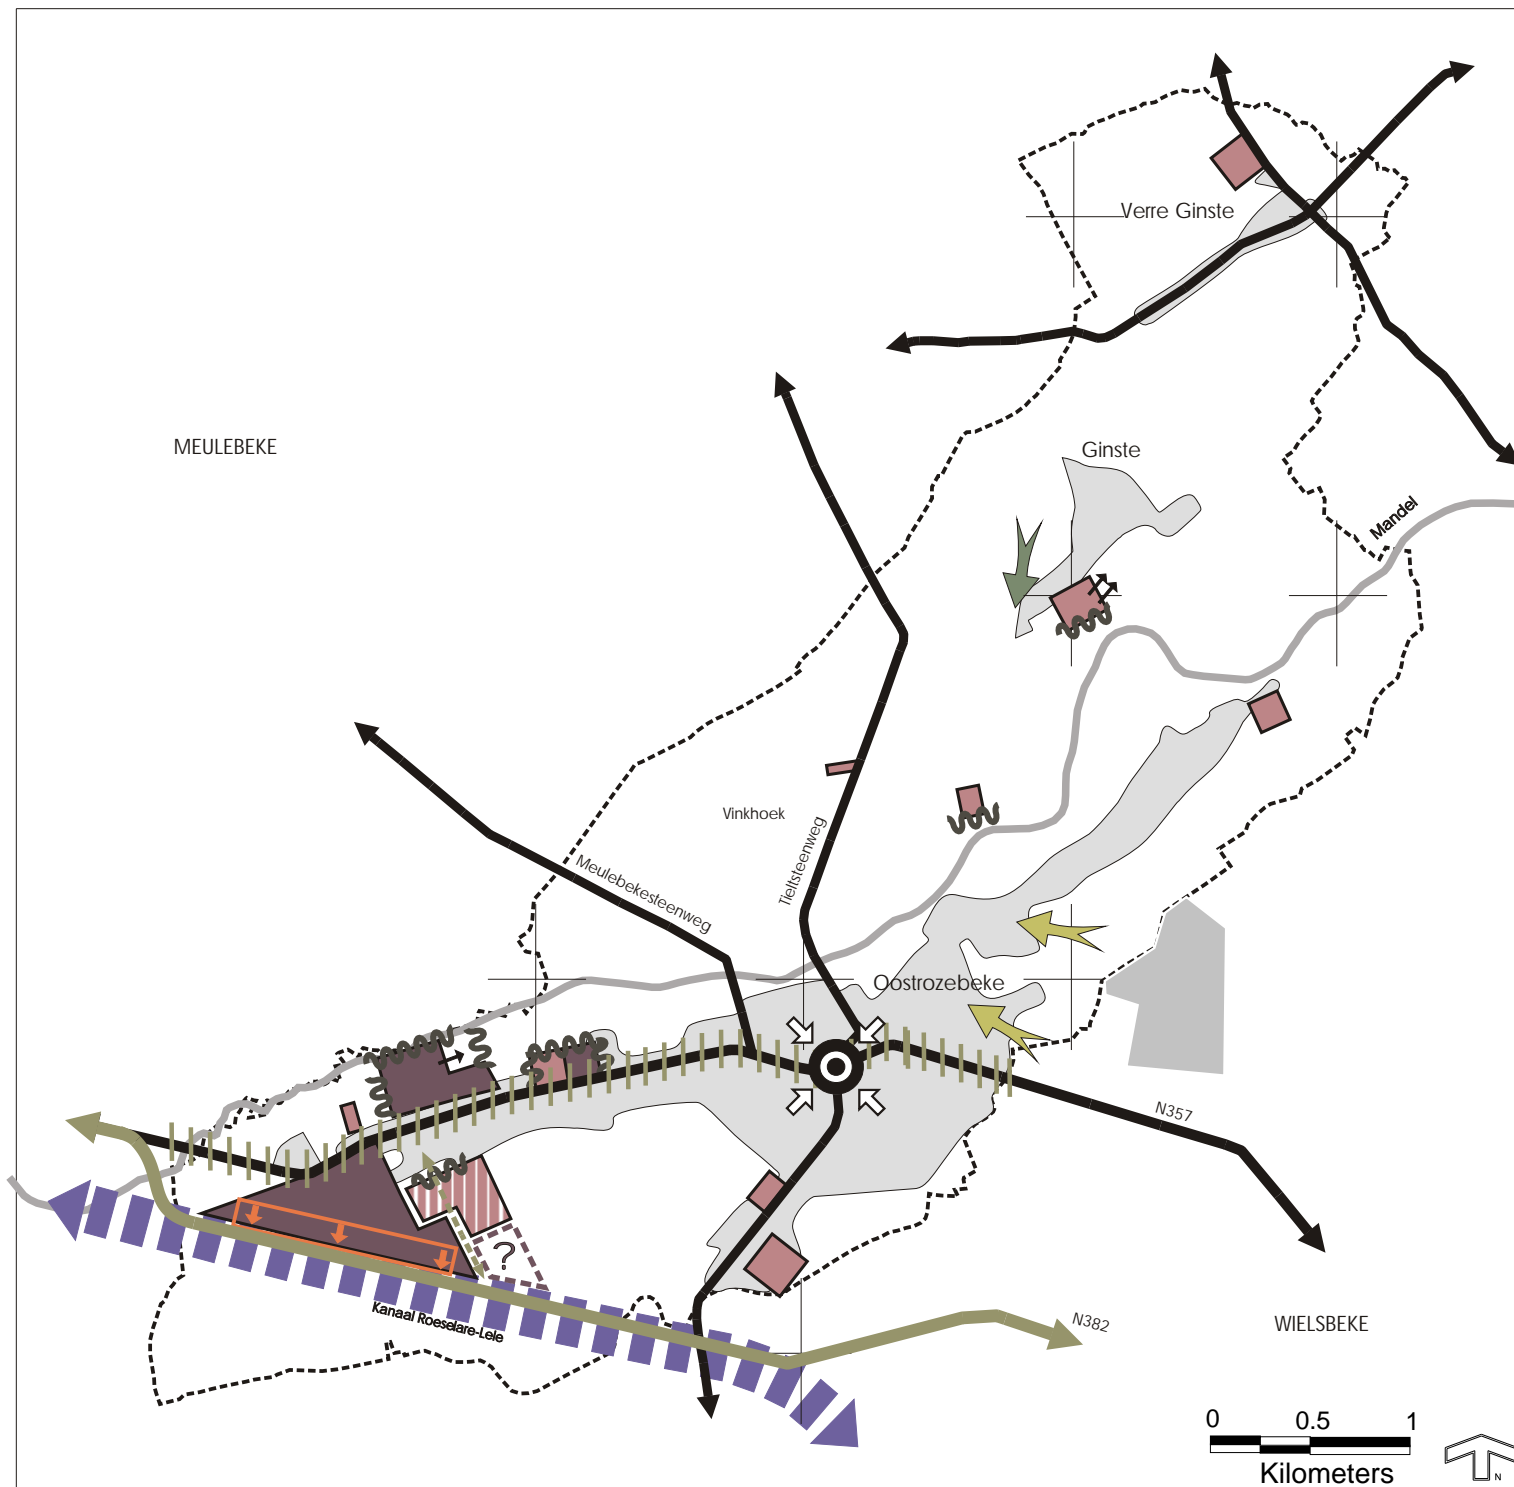 Verre Ginste
MEULEBEKE
Ginste
Mandel
Vinkhoek
Tieltsteenweg
Meulebekesteenweg
Oostrozebeke
N357
?
Kanaal Roeselare-Leie
N382
WIELSBEKE
0 0.5 1
Kilometers
N